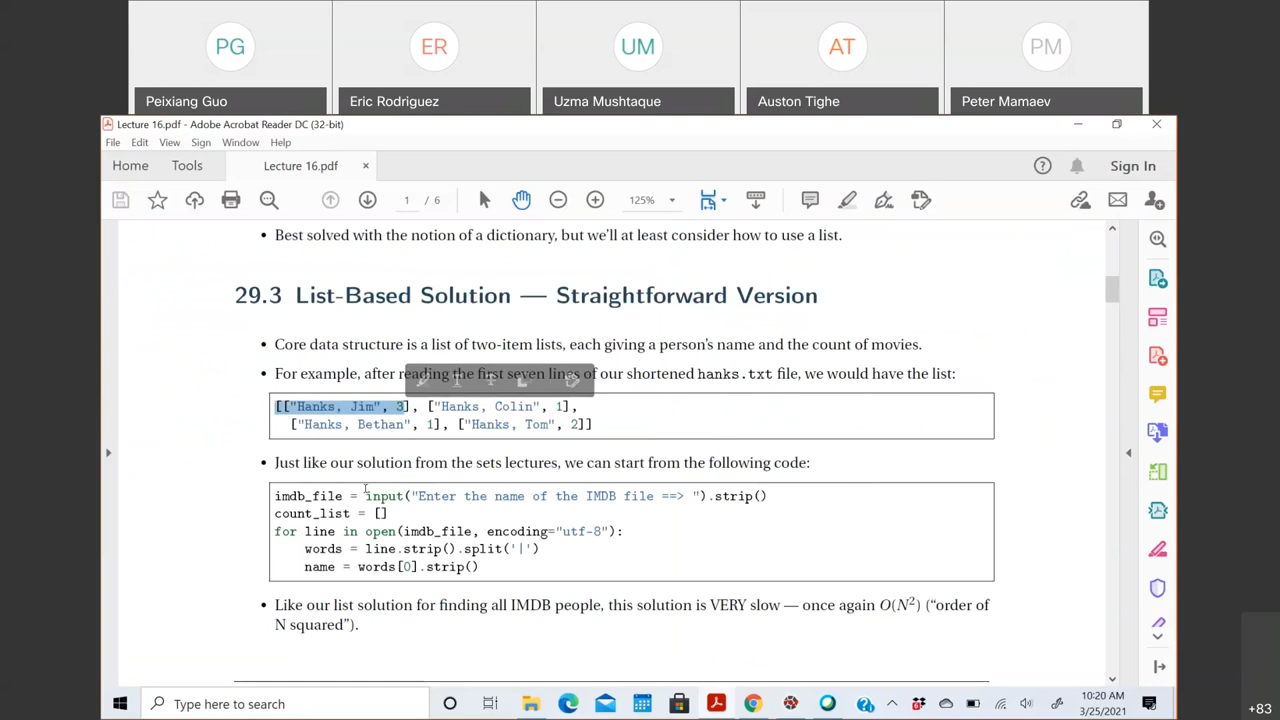 PG
ER
UM
AT
PM
Peixiang Guo
Eric Rodriguez
Uzma Mushtaque
Auston Tighe
Peter Mamaev
Lecture 16.pdf - Adobe Acrobat Reader DC (32-bit)
File Edit View Sign Window Help
Home Tools Lecture 16.pdf × Sign In
1 / 6 125%
• Best solved with the notion of a dictionary, but we'll at least consider how to use a list.
29.3 List-Based Solution — Straightforward Version
• Core data structure is a list of two-item lists, each giving a person's name and the count of movies.
• For example, after reading the first seven lines of our shortened hanks.txt file, we would have the list:
[["Hanks, Jim", 3], ["Hanks, Colin", 1],
["Hanks, Bethan", 1], ["Hanks, Tom", 2]]
• Just like our solution from the sets lectures, we can start from the following code:
imdb_file = input("Enter the name of the IMDB file ==> ").strip()
count_list = []
for line in open(imdb_file, encoding="utf-8"):
words = line.strip().split('|')
name = words[0].strip()
• Like our list solution for finding all IMDB people, this solution is VERY slow — once again O(N²) ("order of
N squared").
Type here to search
10:20 AM
3/25/2021
+83